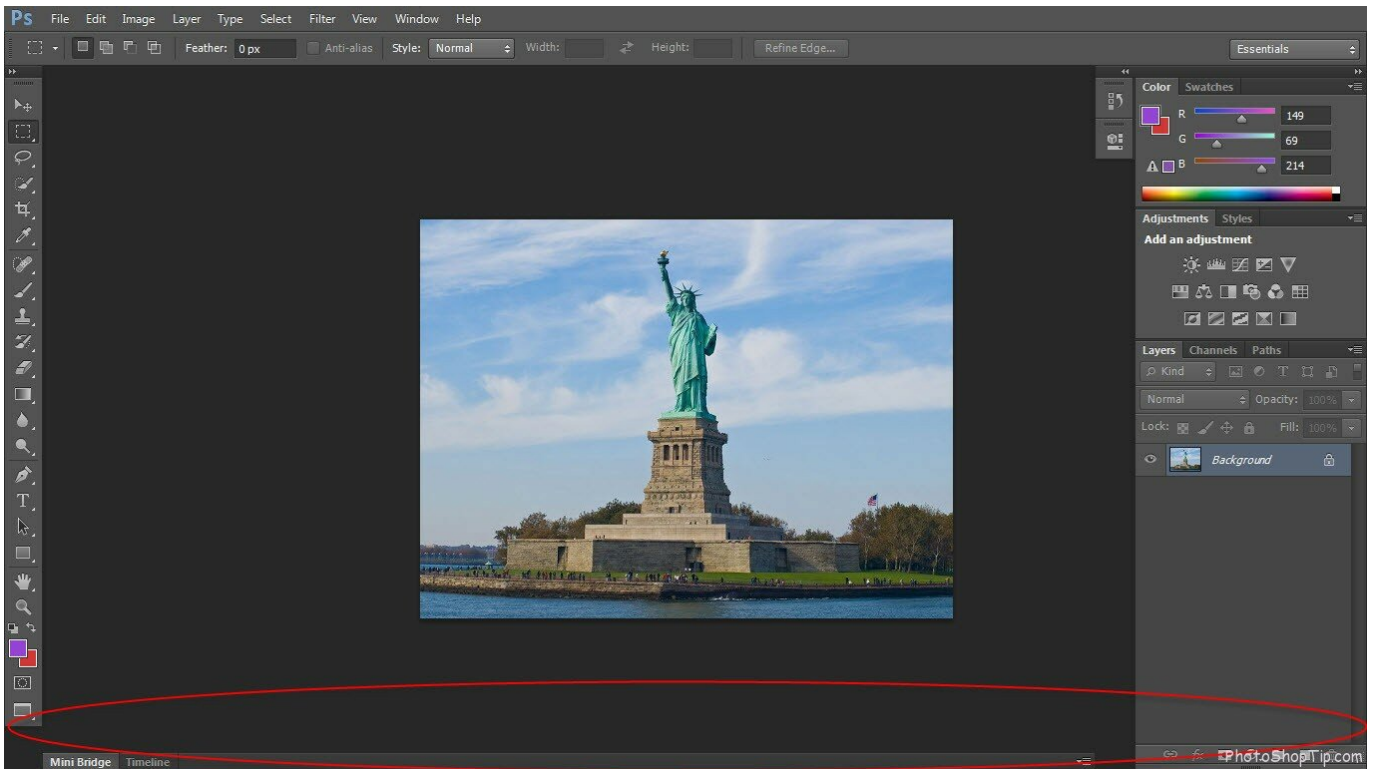 Ps File Edit Image Layer Type Select Filter View Window Help
Feather: 0 px Anti-alias Style: Normal Width: Height: Refine Edge... Essentials
Color Swatches
R 149
G 69
B 214
Adjustments Styles
Add an adjustment
Layers Channels Paths
Kind T
Normal Opacity: 100%
Lock: Fill: 100%
Background
T
fx PhotoShopTip.com
Mini Bridge Timeline